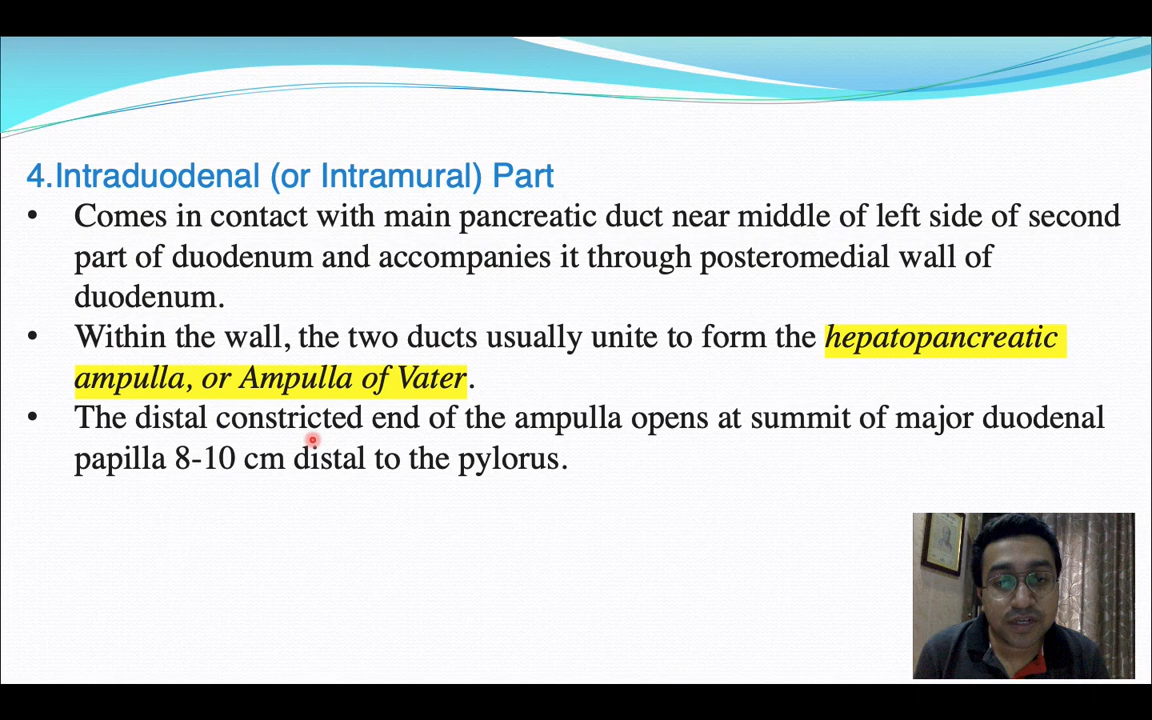 4.Intraduodenal (or Intramural) Part
• Comes in contact with main pancreatic duct near middle of left side of second
part of duodenum and accompanies it through posteromedial wall of
duodenum.
• Within the wall, the two ducts usually unite to form the hepatopancreatic
ampulla, or Ampulla of Vater.
• The distal constricted end of the ampulla opens at summit of major duodenal
papilla 8-10 cm distal to the pylorus.